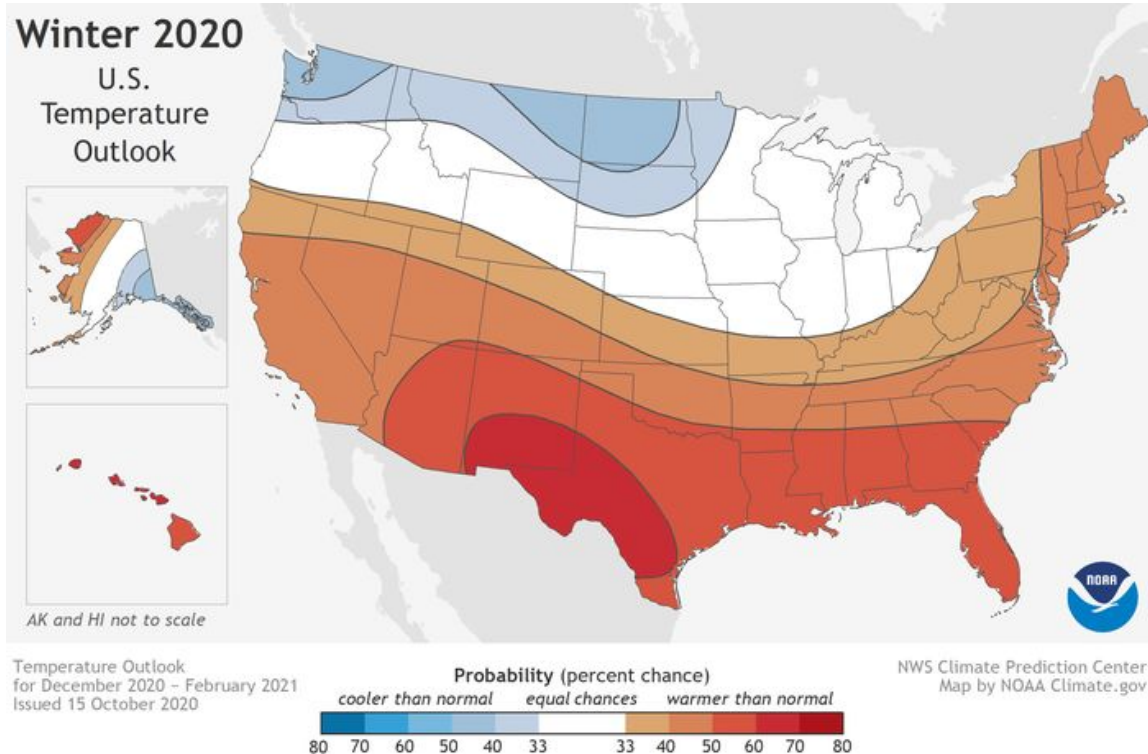 Winter 2020
U.S.
Temperature
Outlook
AK and HI not to scale
NOAA
Temperature Outlook
for December 2020 – February 2021
Issued 15 October 2020
Probability (percent chance)
cooler than normal equal chances warmer than normal
80 70 60 50 40 33 33 40 50 60 70 80
NWS Climate Prediction Center
Map by NOAA Climate.gov